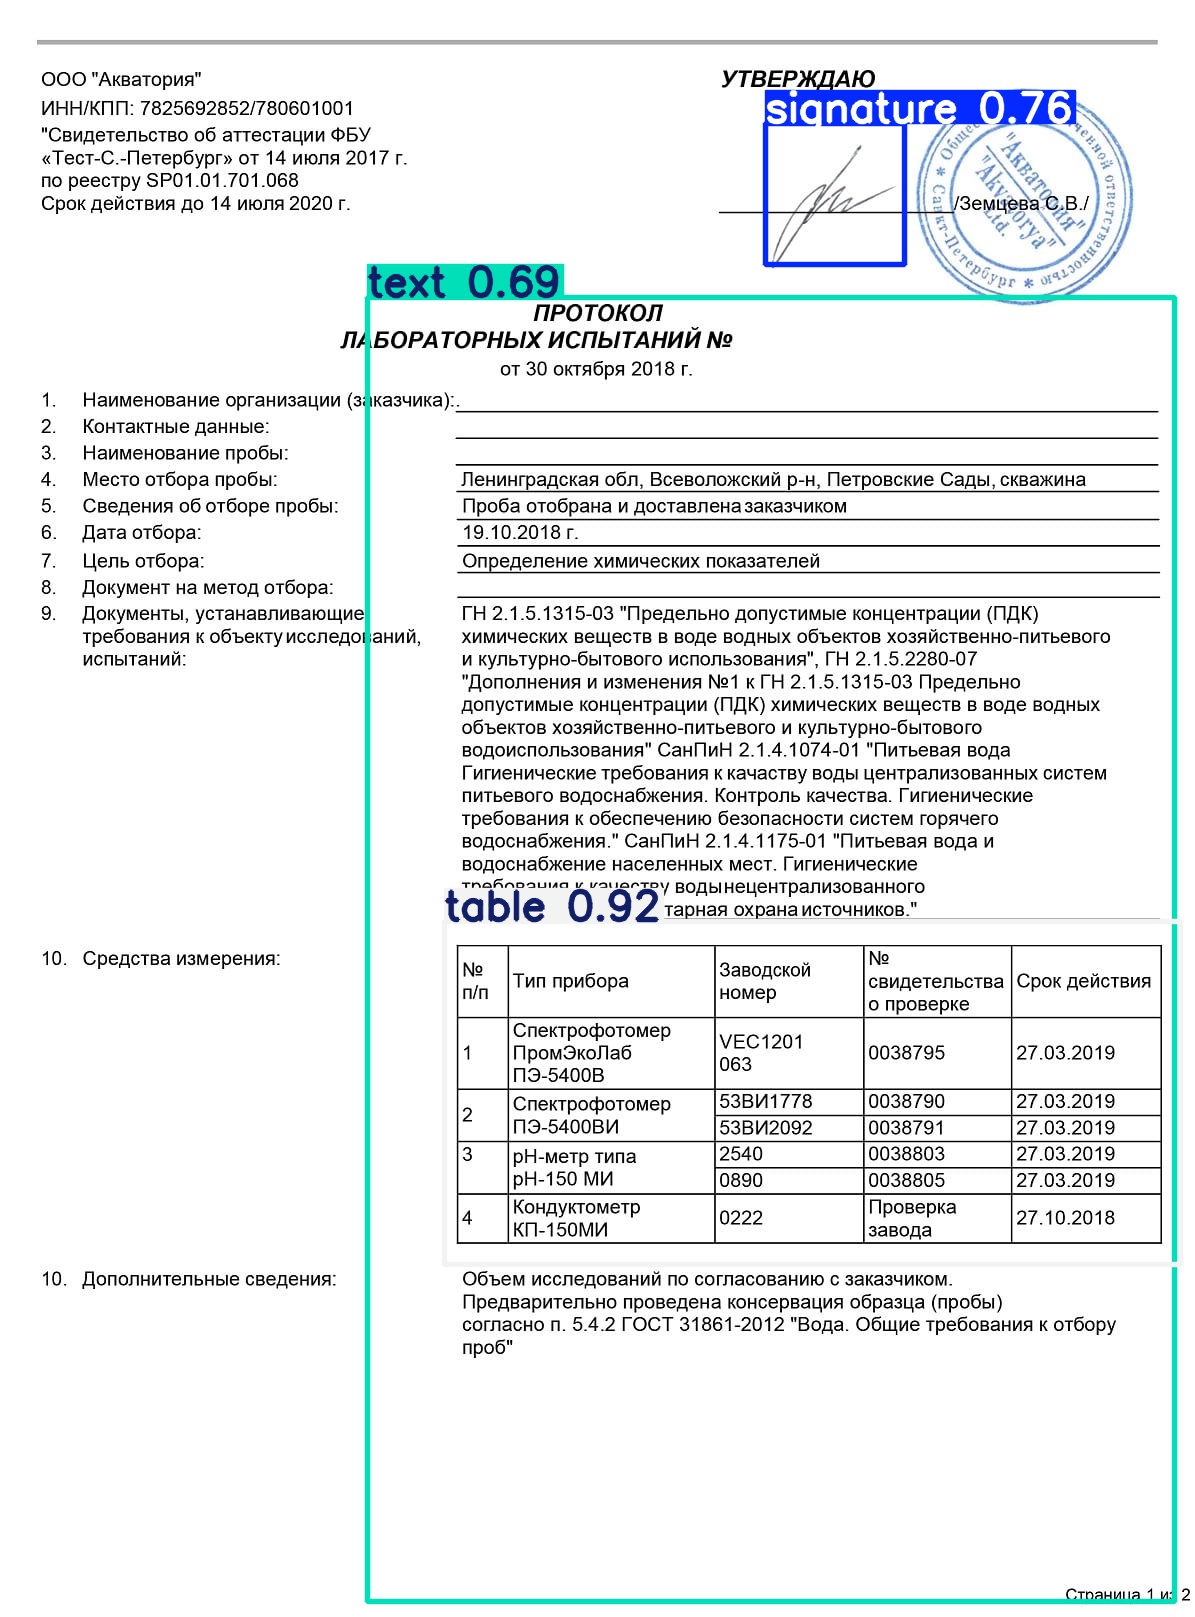 ООО "Акватория"
ИНН/КПП: 7825692852/780601001
"Свидетельство об аттестации ФБУ
«Тест-С.-Петербург» от 14 июля 2017 г.
по реестру SP01.01.701.068
Срок действия до 14 июля 2020 г.
УТВЕРЖДАЮ
signature 0.76
/Земцева С.В./
"Акватория"
"Akvatorya"
Ltd.
Санкт-Петербург
ответственностью
text 0.69
ПРОТОКОЛ
ЛАБОРАТОРНЫХ ИСПЫТАНИЙ №
от 30 октября 2018 г.
1. Наименование организации (заказчика):.
2. Контактные данные:
3. Наименование пробы:
4. Место отбора пробы: Ленинградская обл, Всеволожский р-н, Петровские Сады, скважина
5. Сведения об отборе пробы: Проба отобрана и доставлена заказчиком
6. Дата отбора: 19.10.2018 г.
7. Цель отбора: Определение химических показателей
8. Документ на метод отбора:
9. Документы, устанавливающие
требования к объекту исследований,
испытаний:
ГН 2.1.5.1315-03 "Предельно допустимые концентрации (ПДК)
химических веществ в воде водных объектов хозяйственно-питьевого
и культурно-бытового использования", ГН 2.1.5.2280-07
"Дополнения и изменения №1 к ГН 2.1.5.1315-03 Предельно
допустимые концентрации (ПДК) химических веществ в воде водных
объектов хозяйственно-питьевого и культурно-бытового
водоиспользования" СанПиН 2.1.4.1074-01 "Питьевая вода
Гигиенические требования к качаству воды централизованных систем
питьевого водоснабжения. Контроль качества. Гигиенические
требования к обеспечению безопасности систем горячего
водоснабжения." СанПиН 2.1.4.1175-01 "Питьевая вода и
водоснабжение населенных мест. Гигиенические
требования к качеству воды нецентрализованного
table 0.92
тарная охрана источников."
10. Средства измерения:
№ п/п Тип прибора Заводской номер № свидетельства о проверке Срок действия
1 Спектрофотомер ПромЭкоЛаб ПЭ-5400В VEC1201 063 0038795 27.03.2019
2 Спектрофотомер ПЭ-5400ВИ 53ВИ1778 0038790 27.03.2019
53ВИ2092 0038791 27.03.2019
3 рН-метр типа рН-150 МИ 2540 0038803 27.03.2019
0890 0038805 27.03.2019
4 Кондуктометр КП-150МИ 0222 Проверка завода 27.10.2018
10. Дополнительные сведения:
Объем исследований по согласованию с заказчиком.
Предварительно проведена консервация образца (пробы)
согласно п. 5.4.2 ГОСТ 31861-2012 "Вода. Общие требования к отбору
проб"
Страница 1 из 2